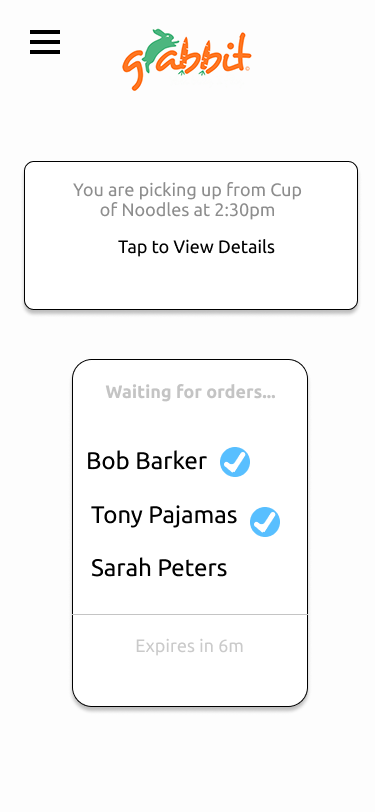 grabbit
You are picking up from Cup
of Noodles at 2:30pm
Tap to View Details
Waiting for orders...
Bob Barker
Tony Pajamas
Sarah Peters
Expires in 6m